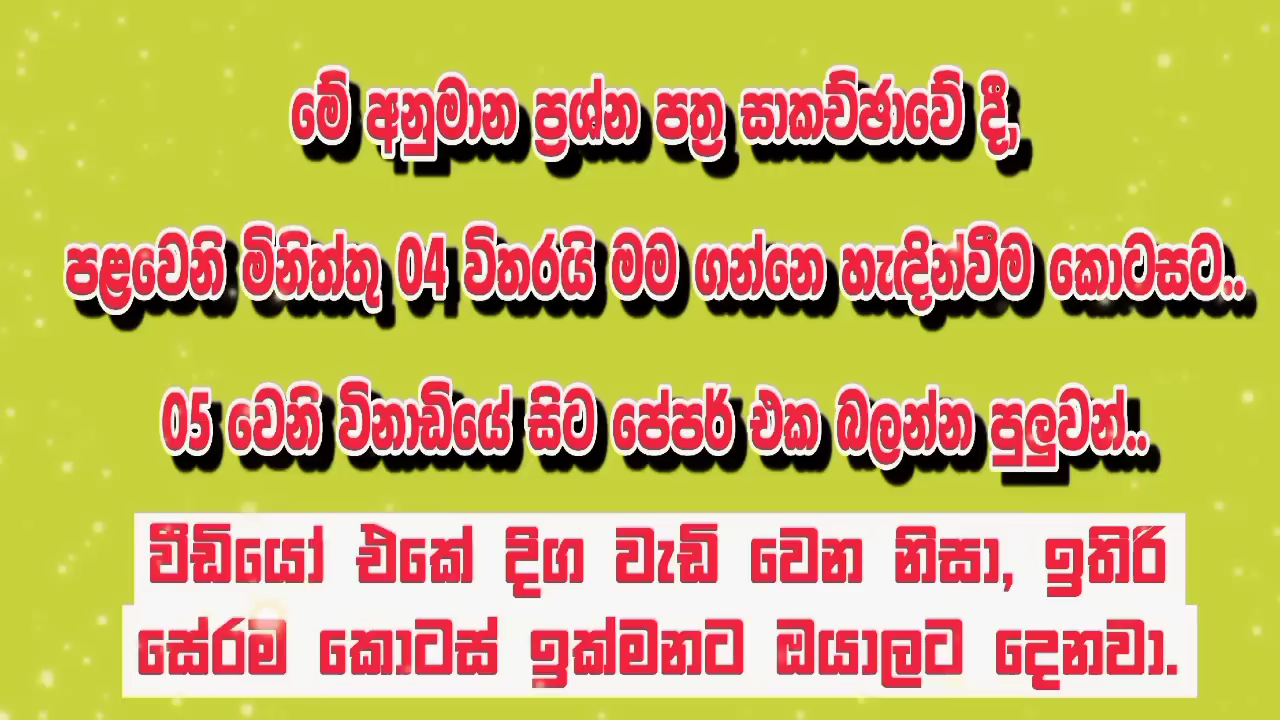 මේ අනුමාන ප්‍රශ්න පත්‍ර සාකච්ඡාවේ දී,
පළවෙනි මිනිත්තු 04 විතරයි මම ගන්නෙ හැඳින්වීම කොටසට..
05 වෙනි විනාඩියේ සිට පේපර් එක බලන්න පුලුවන්..
වීඩියෝ එකේ දිග වැඩි වෙන නිසා, ඉතිරි
සේරම කොටස් ඉක්මනට ඔයාලට දෙනවා.